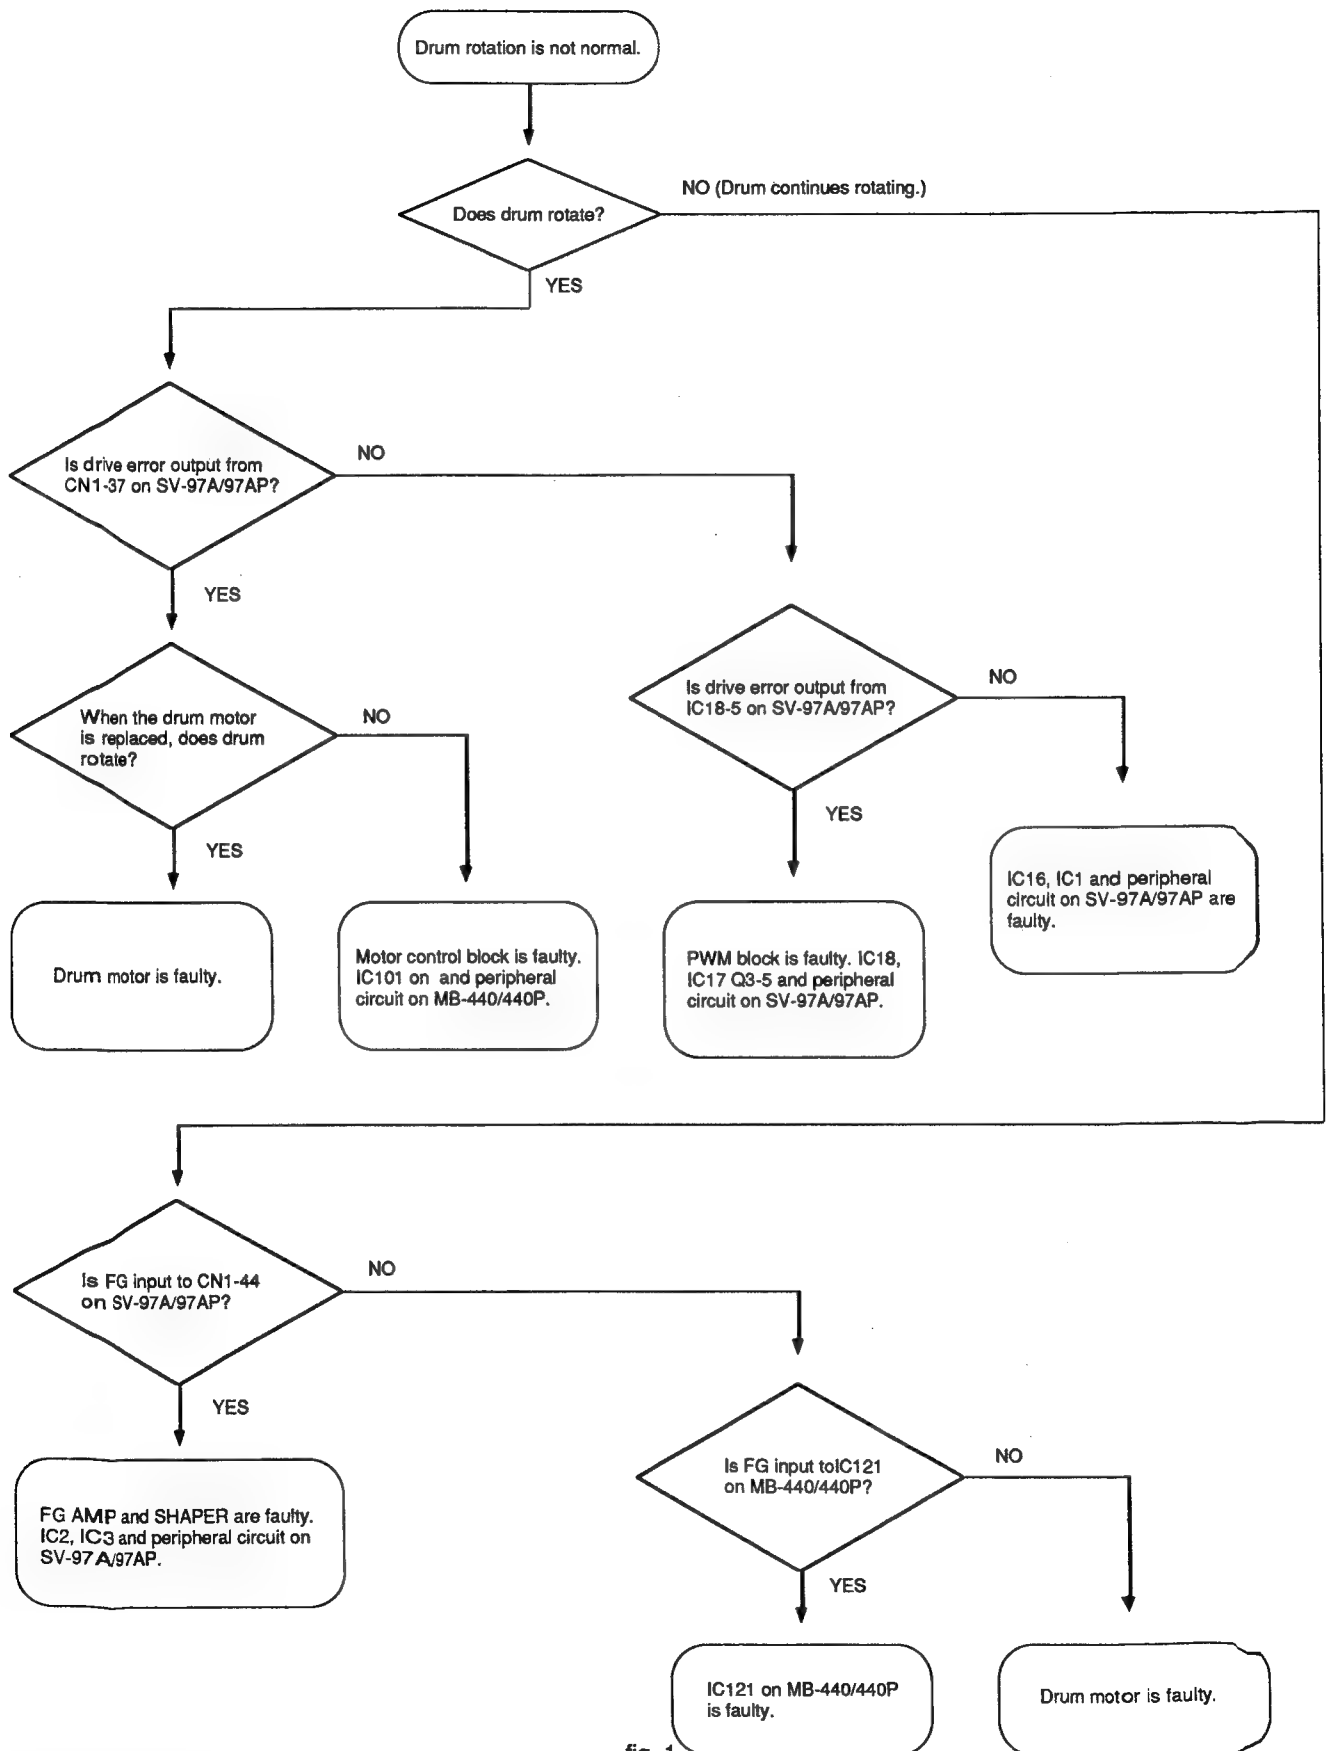 Drum rotation is not normal.
NO (Drum continues rotating.)
Does drum rotate?
YES
Is drive error output from
CN1-37 on SV-97A/97AP?
NO
YES
Is drive error output from
IC18-5 on SV-97A/97AP?
NO
When the drum motor
is replaced, does drum
rotate?
NO
YES
YES
IC16, IC1 and peripheral
circuit on SV-97A/97AP are
faulty.
Drum motor is faulty.
Motor control block is faulty.
IC101 on and peripheral
circuit on MB-440/440P.
PWM block is faulty. IC18,
IC17 Q3-5 and peripheral
circuit on SV-97A/97AP.
Is FG input to CN1-44
on SV-97A/97AP?
NO
YES
Is FG input toIC121
on MB-440/440P?
NO
FG AMP and SHAPER are faulty.
IC2, IC3 and peripheral circuit on
SV-97A/97AP.
YES
IC121 on MB-440/440P
is faulty.
Drum motor is faulty.